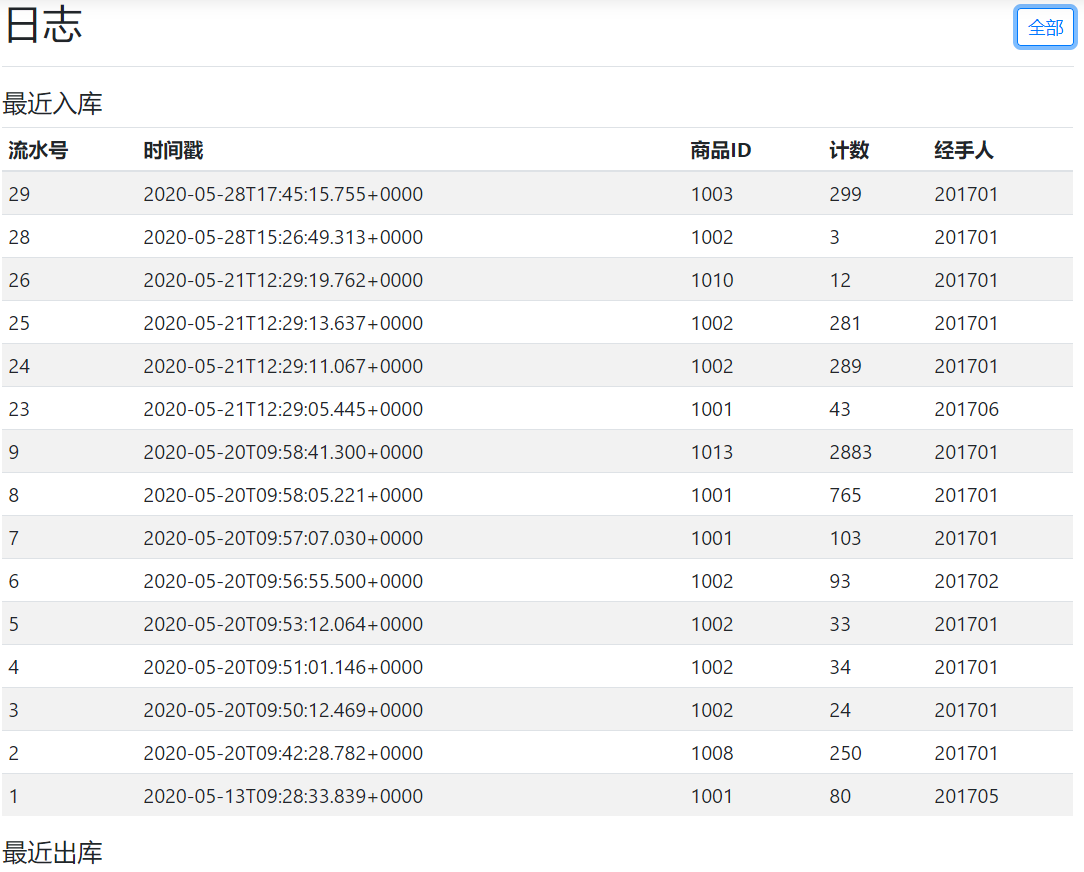 日志
全部
最近入库
流水号 时间戳 商品ID 计数 经手人
29 2020-05-28T17:45:15.755+0000 1003 299 201701
28 2020-05-28T15:26:49.313+0000 1002 3 201701
26 2020-05-21T12:29:19.762+0000 1010 12 201701
25 2020-05-21T12:29:13.637+0000 1002 281 201701
24 2020-05-21T12:29:11.067+0000 1002 289 201701
23 2020-05-21T12:29:05.445+0000 1001 43 201706
9 2020-05-20T09:58:41.300+0000 1013 2883 201701
8 2020-05-20T09:58:05.221+0000 1001 765 201701
7 2020-05-20T09:57:07.030+0000 1001 103 201701
6 2020-05-20T09:56:55.500+0000 1002 93 201702
5 2020-05-20T09:53:12.064+0000 1002 33 201701
4 2020-05-20T09:51:01.146+0000 1002 34 201701
3 2020-05-20T09:50:12.469+0000 1002 24 201701
2 2020-05-20T09:42:28.782+0000 1008 250 201701
1 2020-05-13T09:28:33.839+0000 1001 80 201705
最近出库